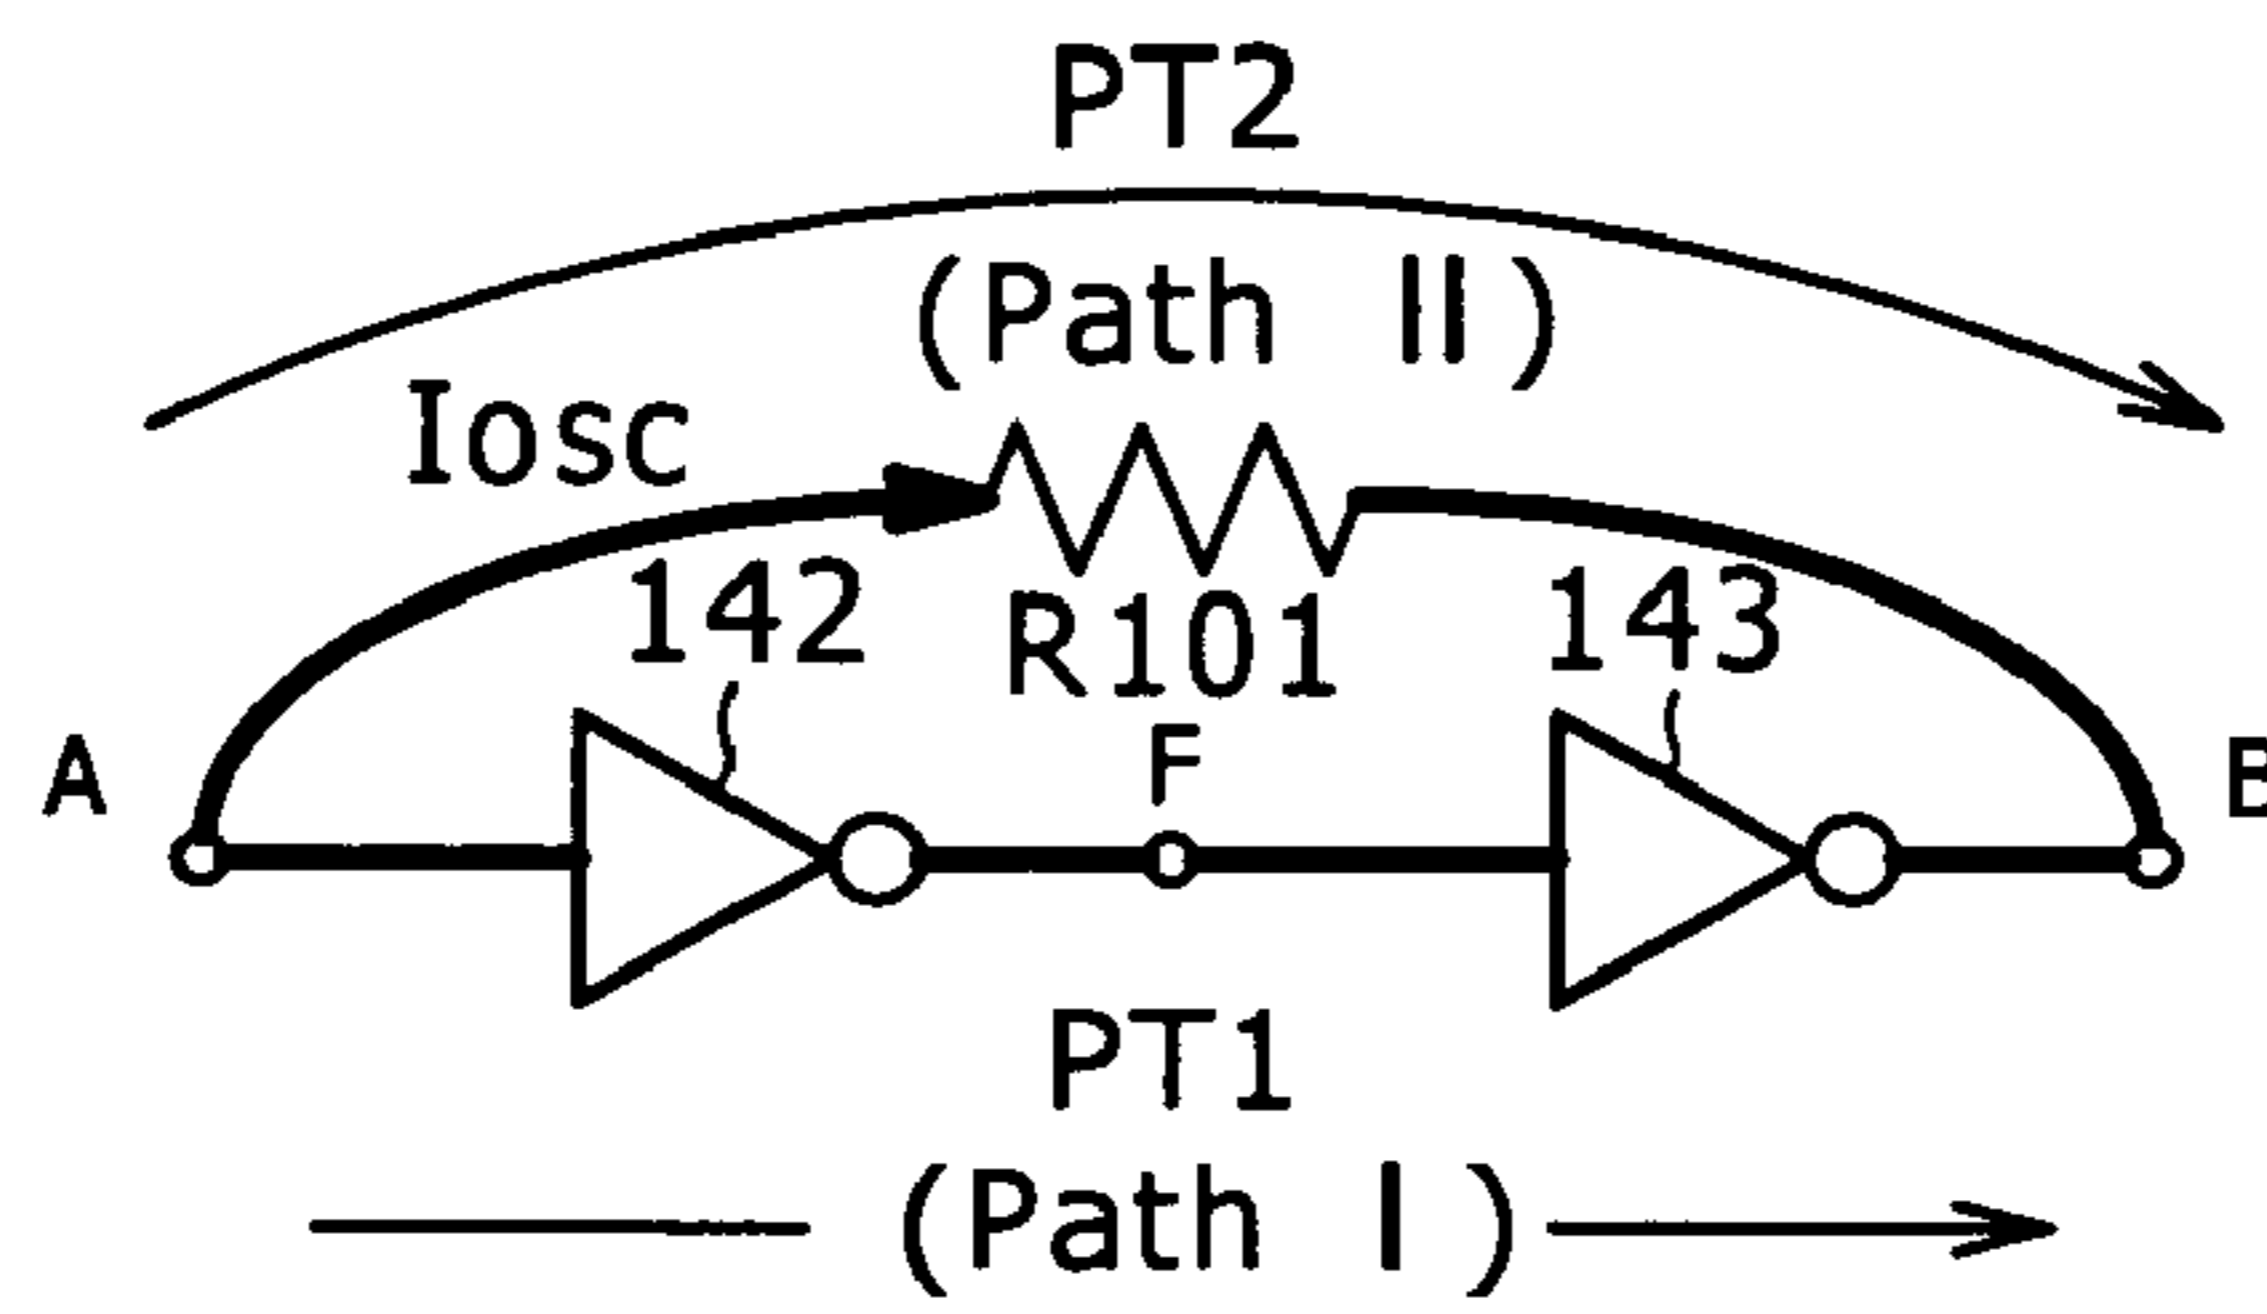 PT2
(Path II)
Iosc
142
R101
143
A
F
B
PT1
(Path I)